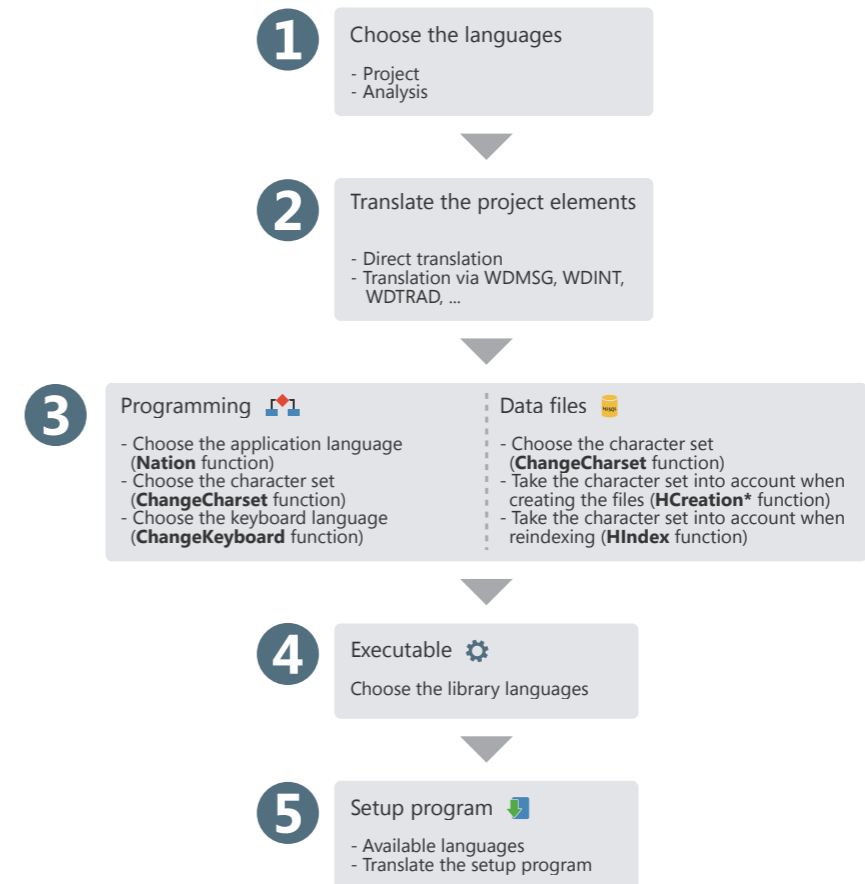 1
Choose the languages
- Project
- Analysis
2
Translate the project elements
- Direct translation
- Translation via WDMSG, WDINT,
WDTRAD, ...
3
Programming
- Choose the application language
(Nation function)
- Choose the character set
(ChangeCharset function)
- Choose the keyboard language
(ChangeKeyboard function)
Data files
- Choose the character set
(ChangeCharset function)
- Take the character set into account when
creating the files (HCreation* function)
- Take the character set into account when
reindexing (HIndex function)
4
Executable
Choose the library languages
5
Setup program
- Available languages
- Translate the setup program